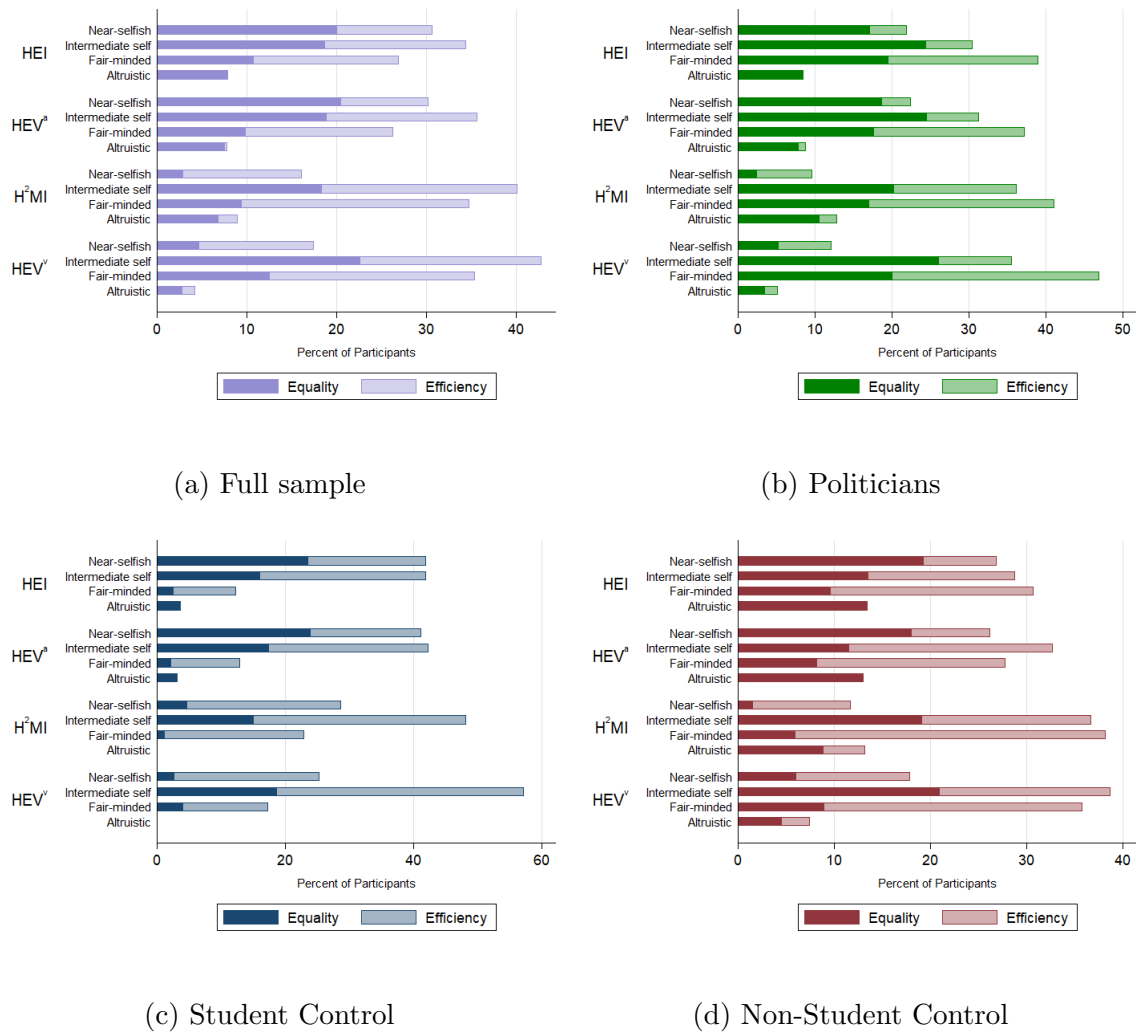 HEI
Near-selfish
Intermediate self
Fair-minded
Altruistic
HEVᵃ
Near-selfish
Intermediate self
Fair-minded
Altruistic
H²MI
Near-selfish
Intermediate self
Fair-minded
Altruistic
HEVᵛ
Near-selfish
Intermediate self
Fair-minded
Altruistic
0 10 20 30 40
Percent of Participants
Equality Efficiency
(a) Full sample
HEI
Near-selfish
Intermediate self
Fair-minded
Altruistic
HEVᵃ
Near-selfish
Intermediate self
Fair-minded
Altruistic
H²MI
Near-selfish
Intermediate self
Fair-minded
Altruistic
HEVᵛ
Near-selfish
Intermediate self
Fair-minded
Altruistic
0 10 20 30 40 50
Percent of Participants
Equality Efficiency
(b) Politicians
HEI
Near-selfish
Intermediate self
Fair-minded
Altruistic
HEVᵃ
Near-selfish
Intermediate self
Fair-minded
Altruistic
H²MI
Near-selfish
Intermediate self
Fair-minded
Altruistic
HEVᵛ
Near-selfish
Intermediate self
Fair-minded
Altruistic
0 20 40 60
Percent of Participants
Equality Efficiency
(c) Student Control
HEI
Near-selfish
Intermediate self
Fair-minded
Altruistic
HEVᵃ
Near-selfish
Intermediate self
Fair-minded
Altruistic
H²MI
Near-selfish
Intermediate self
Fair-minded
Altruistic
HEVᵛ
Near-selfish
Intermediate self
Fair-minded
Altruistic
0 10 20 30 40
Percent of Participants
Equality Efficiency
(d) Non-Student Control